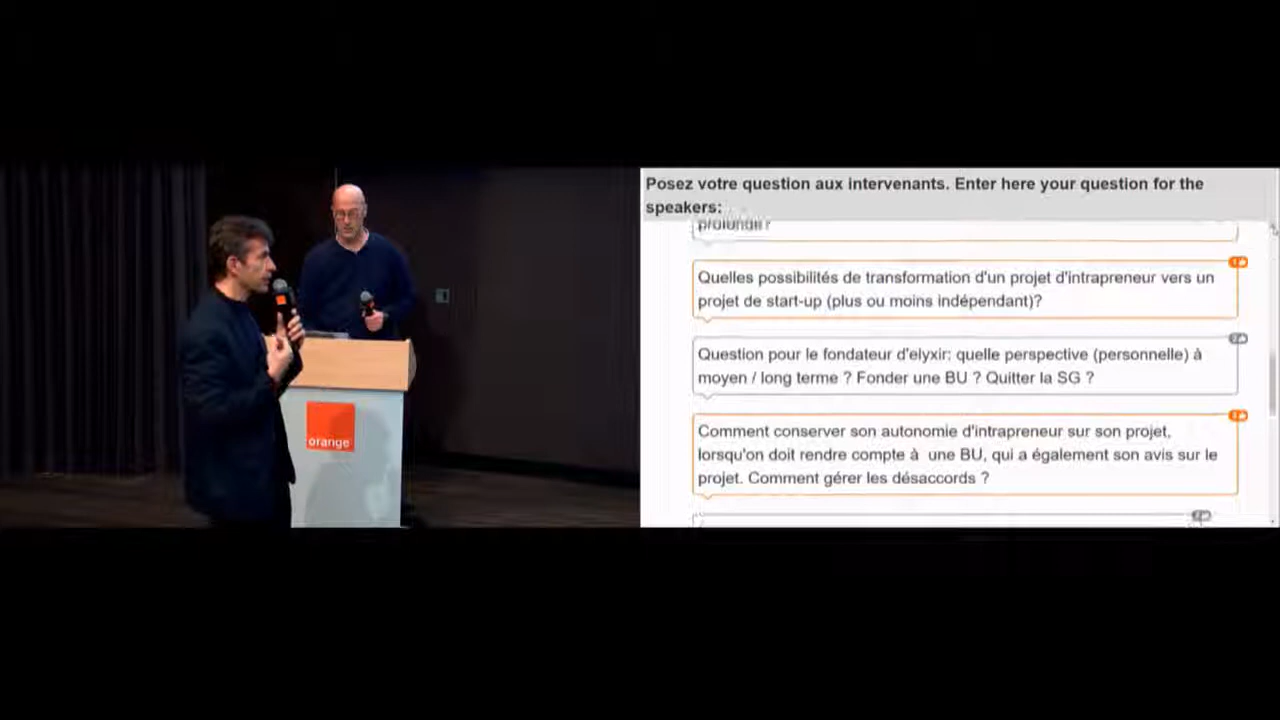 Posez votre question aux intervenants. Enter here your question for the
speakers:
Quelles possibilités de transformation d'un projet d'intrapreneur vers un
projet de start-up (plus ou moins indépendant)?
Question pour le fondateur d'elyxir: quelle perspective (personnelle) à
moyen / long terme ? Fonder une BU ? Quitter la SG ?
Comment conserver son autonomie d'intrapreneur sur son projet,
lorsqu'on doit rendre compte à une BU, qui a également son avis sur le
projet. Comment gérer les désaccords ?
orange